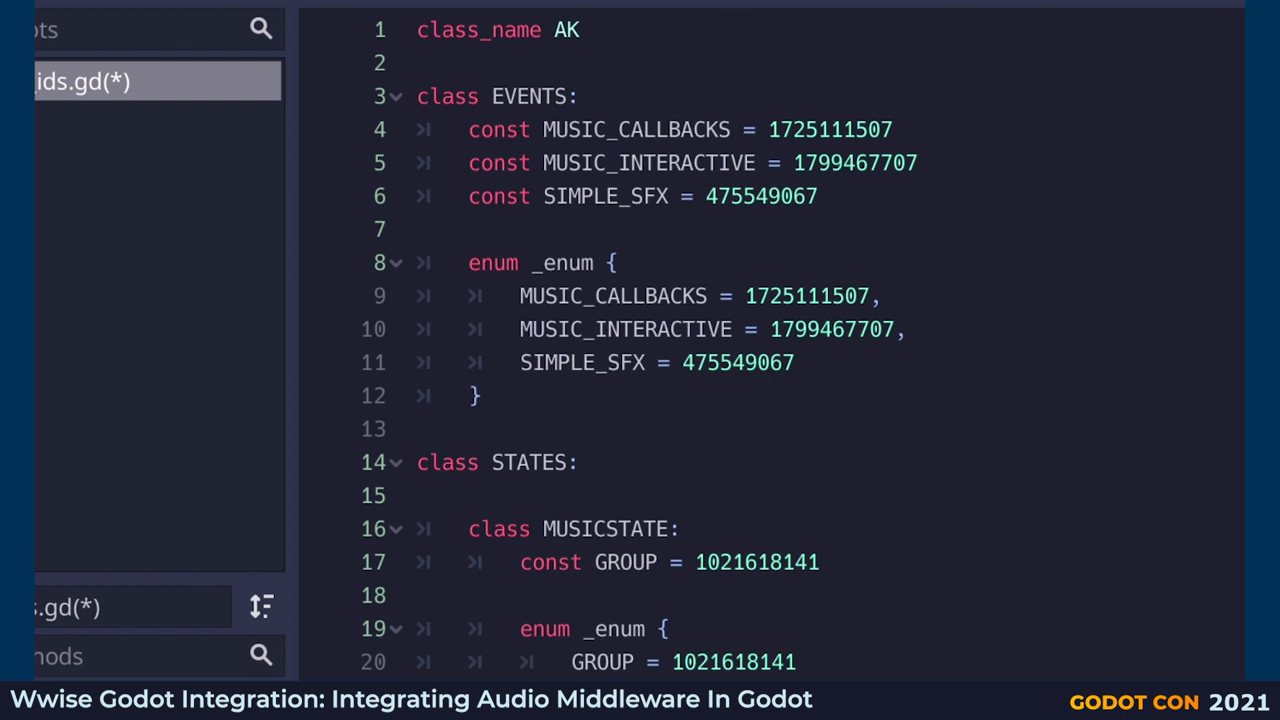 ots
ids.gd(*)
s.gd(*)
1 class_name AK
2
3 class EVENTS:
4 const MUSIC_CALLBACKS = 1725111507
5 const MUSIC_INTERACTIVE = 1799467707
6 const SIMPLE_SFX = 475549067
7
8 enum _enum {
9 MUSIC_CALLBACKS = 1725111507,
10 MUSIC_INTERACTIVE = 1799467707,
11 SIMPLE_SFX = 475549067
12 }
13
14 class STATES:
15
16 class MUSICSTATE:
17 const GROUP = 1021618141
18
19 enum _enum {
20 GROUP = 1021618141
Wwise Godot Integration: Integrating Audio Middleware In Godot
GODOT CON 2021